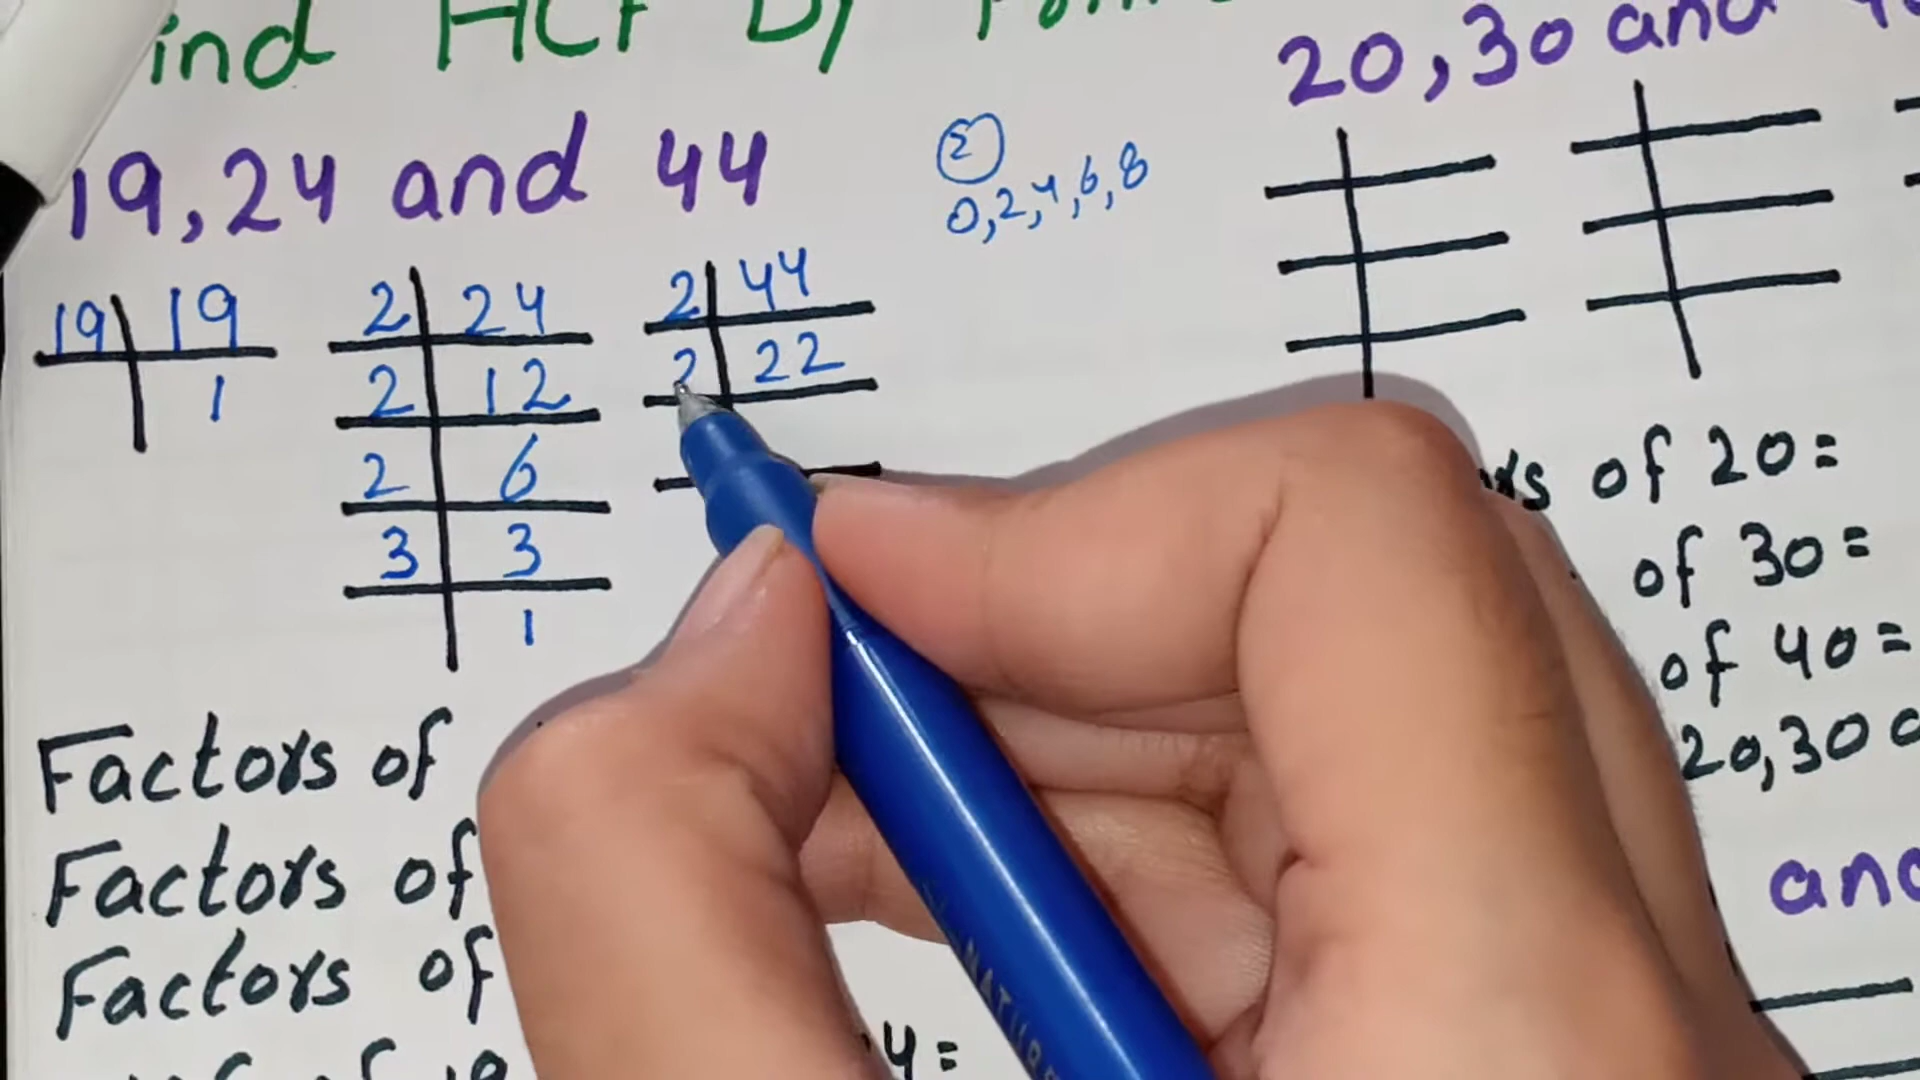 ind HCF by
19,24 and 44
2
0,2,4,6,8
19 19
1
2 24
2 12
2 6
3 3
1
2 44
2 22
Factors of
Factors of
Factors of
4=
20,30 and
of 20=
of 30=
of 40=
20,30
and